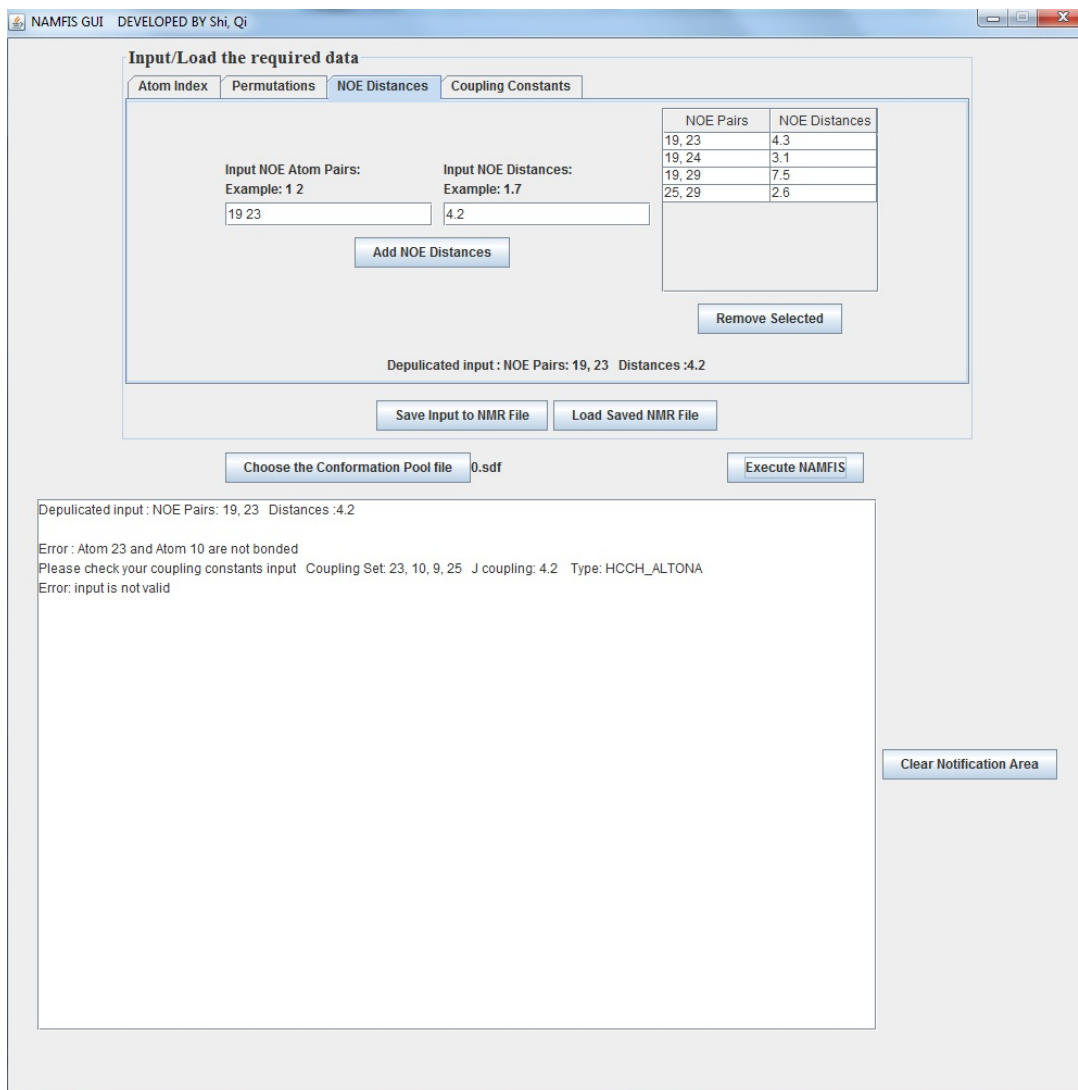 NAMFIS GUI DEVELOPED BY Shi, Qi
Input/Load the required data
Atom Index Permutations NOE Distances Coupling Constants
NOE Pairs NOE Distances
19, 23 4.3
19, 24 3.1
19, 29 7.5
25, 29 2.6
Input NOE Atom Pairs: Input NOE Distances:
Example: 1 2 Example: 1.7
19 23 4.2
Add NOE Distances
Remove Selected
Depulicated input : NOE Pairs: 19, 23 Distances :4.2
Save Input to NMR File Load Saved NMR File
Choose the Conformation Pool file 0.sdf Execute NAMFIS
Depulicated input : NOE Pairs: 19, 23 Distances :4.2
Error : Atom 23 and Atom 10 are not bonded
Please check your coupling constants input Coupling Set: 23, 10, 9, 25 J coupling: 4.2 Type: HCCH_ALTONA
Error: input is not valid
Clear Notification Area